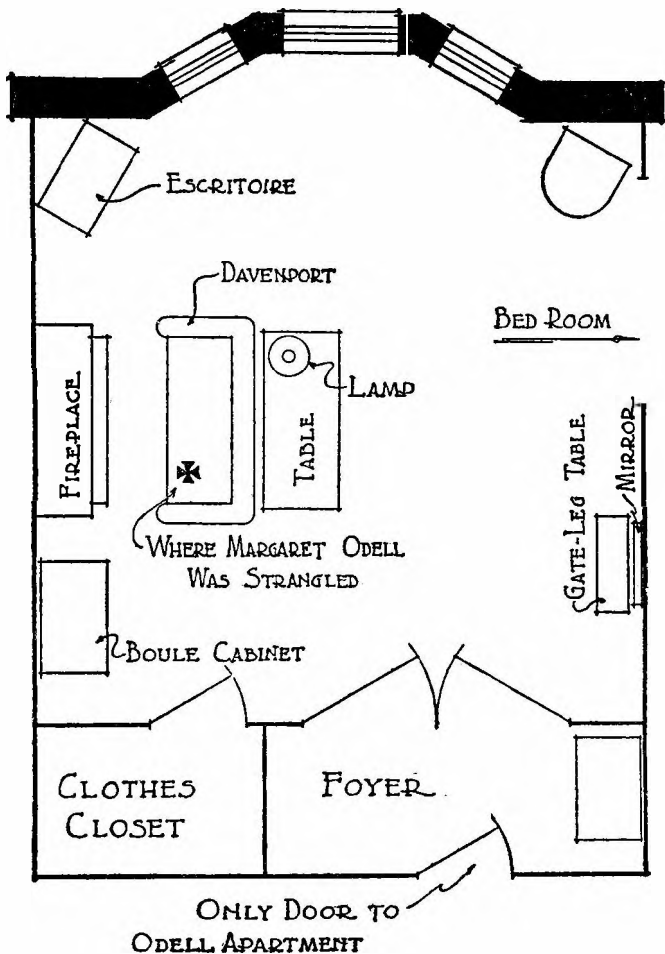 ESCRITOIRE
DAVENPORT
BED ROOM
LAMP
FIREPLACE
TABLE
GATE-LEG TABLE
MIRROR
WHERE MARGARET ODELL
WAS STRANGLED
BOULE CABINET
CLOTHES
CLOSET
FOYER
ONLY DOOR TO
ODELL APARTMENT